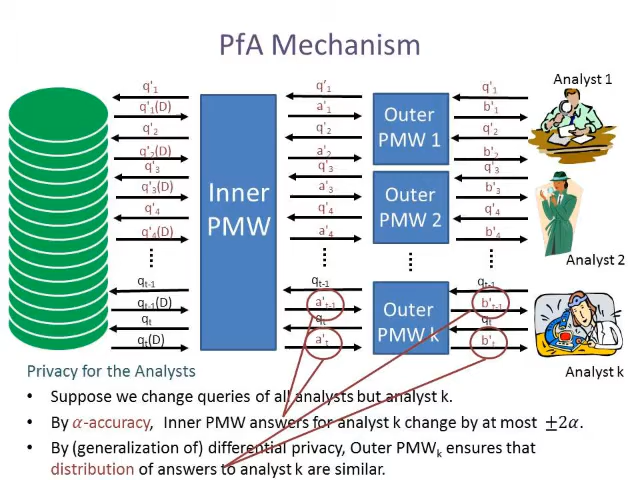 PfA Mechanism
Analyst 1
q'1 q'1 q'1
q'1(D) a'1 b'1
q'2 q'2 q'2
q'2(D) a'2 b'2
q'3 q'3 q'3
q'3(D) a'3 b'3
q'4 q'4 q'4
q'4(D) a'4 b'4
Outer
PMW 1
Inner
PMW
Outer
PMW 2
Analyst 2
qt-1 qt-1 qt-1
qt-1(D) a't-1 b't-1
qt qt qt
qt(D) a't b't
Outer
PMW k
Analyst k
Privacy for the Analysts
• Suppose we change queries of all analysts but analyst k.
• By α-accuracy, Inner PMW answers for analyst k change by at most ±2α.
• By (generalization of) differential privacy, Outer PMWk ensures that
distribution of answers to analyst k are similar.